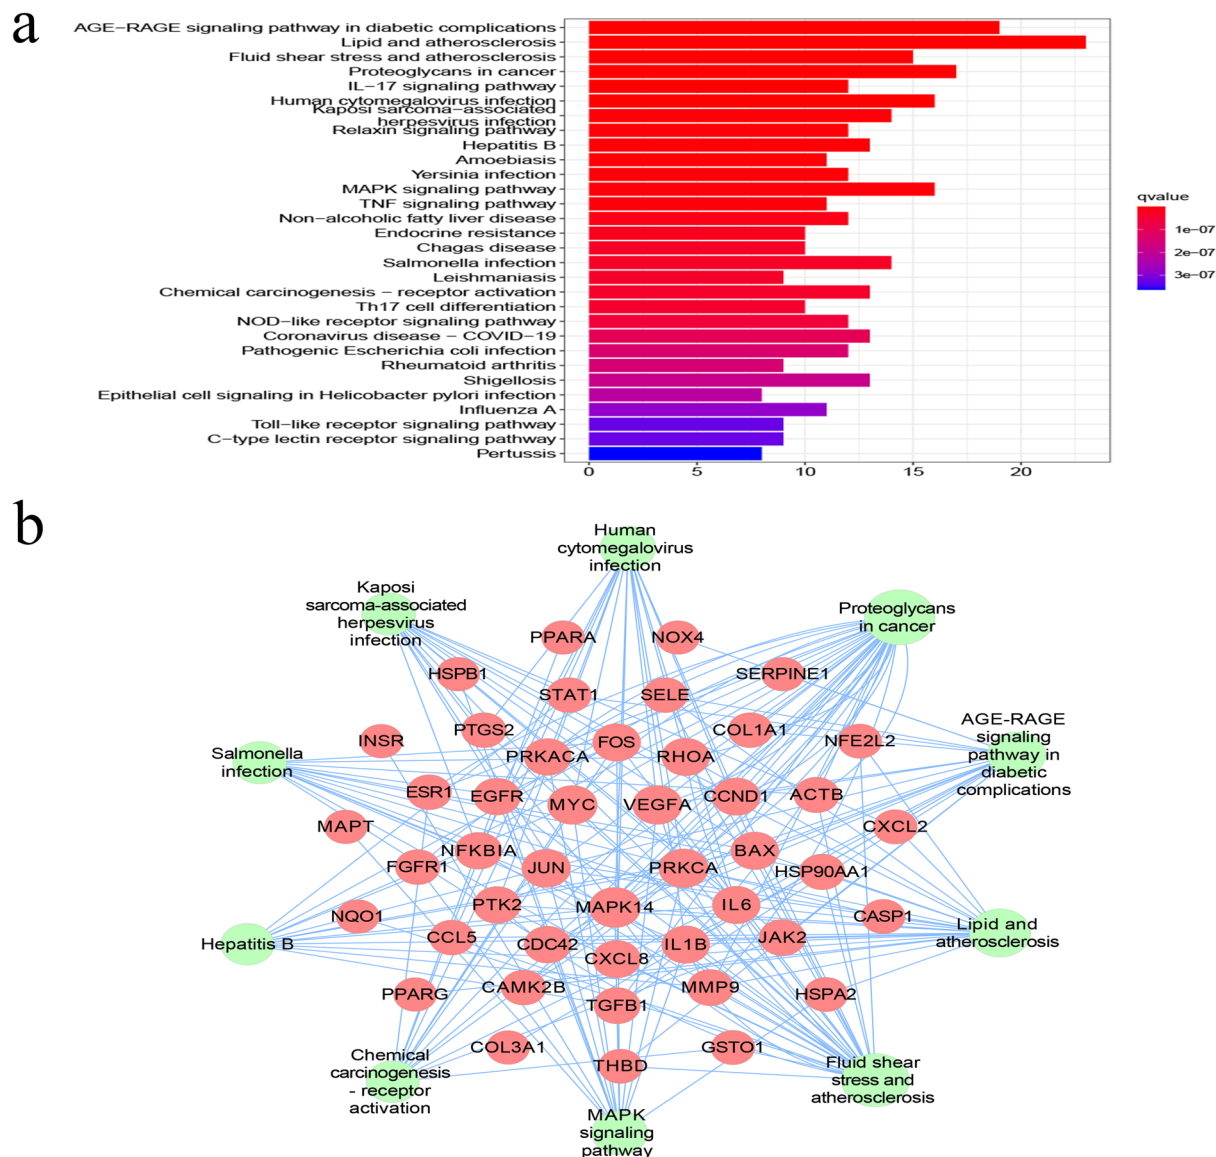 a
AGE−RAGE signaling pathway in diabetic complications
Lipid and atherosclerosis
Fluid shear stress and atherosclerosis
Proteoglycans in cancer
IL−17 signaling pathway
Human cytomegalovirus infection
Kaposi sarcoma−associated
herpesvirus infection
Relaxin signaling pathway
Hepatitis B
Amoebiasis
Yersinia infection
MAPK signaling pathway
TNF signaling pathway
Non−alcoholic fatty liver disease
Endocrine resistance
Chagas disease
Salmonella infection
Leishmaniasis
Chemical carcinogenesis − receptor activation
Th17 cell differentiation
NOD−like receptor signaling pathway
Coronavirus disease − COVID−19
Pathogenic Escherichia coli infection
Rheumatoid arthritis
Shigellosis
Epithelial cell signaling in Helicobacter pylori infection
Influenza A
Toll−like receptor signaling pathway
C−type lectin receptor signaling pathway
Pertussis
0 5 10 15 20
qvalue
1e−07
2e−07
3e−07
b
Human
cytomegalovirus
infection
Kaposi
sarcoma-associated
herpesvirus
infection
Proteoglycans
in cancer
PPARA NOX4
HSPB1 SERPINE1
STAT1 SELE
AGE-RAGE
signaling
pathway in
diabetic
complications
INSR PTGS2 FOS COL1A1 NFE2L2
Salmonella
infection
PRKACA RHOA
ESR1 EGFR MYC VEGFA CCND1 ACTB
MAPT CXCL2
NFKBIA BAX
FGFR1 JUN PRKCA HSP90AA1
NQO1 PTK2 MAPK14 IL6 CASP1
Hepatitis B
Lipid and
atherosclerosis
CCL5 CDC42 IL1B JAK2
CXCL8
PPARG CAMK2B MMP9 HSPA2
TGFB1
COL3A1 GSTO1
THBD
Chemical
carcinogenesis
- receptor
activation
Fluid shear
stress and
atherosclerosis
MAPK
signaling
pathway